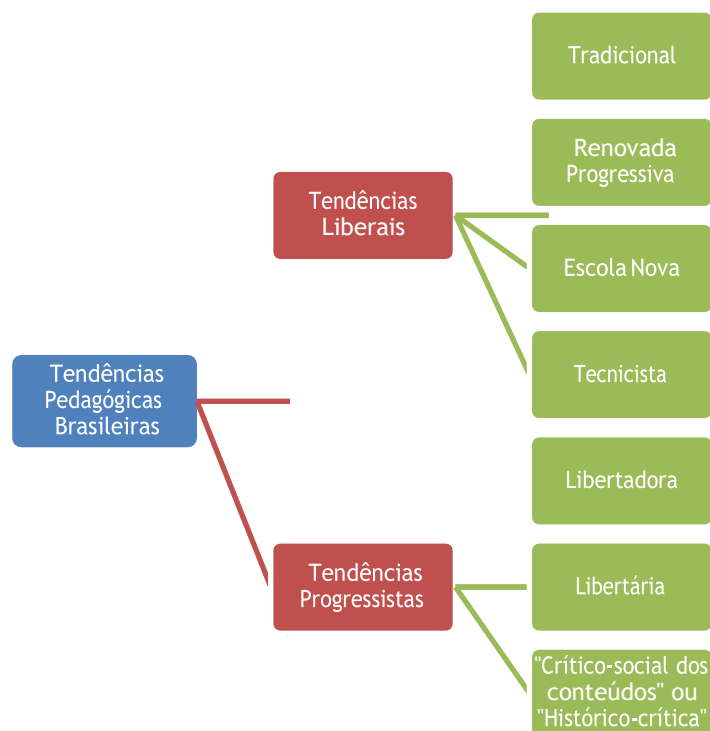 Tendências
Pedagógicas
Brasileiras
Tendências
Liberais
Tradicional
Renovada
Progressiva
Escola Nova
Tecnicista
Tendências
Progressistas
Libertadora
Libertária
"Crítico-social dos
conteúdos" ou
"Histórico-crítica"